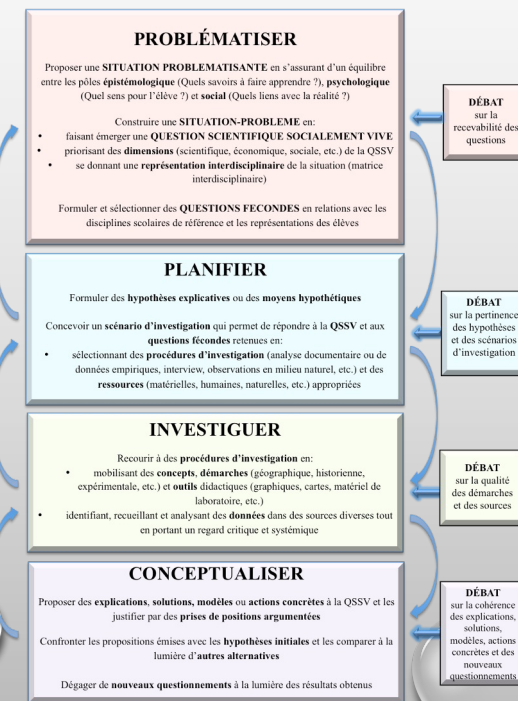 PROBLÉMATISER
Proposer une SITUATION PROBLEMATISANTE en s’assurant d’un équilibre
entre les pôles épistémologique (Quels savoirs à faire apprendre ?), psychologique
(Quel sens pour l’élève ?) et social (Quels liens avec la réalité ?)
Construire une SITUATION-PROBLEME en:
• faisant émerger une QUESTION SCIENTIFIQUE SOCIALEMENT VIVE
• priorisant des dimensions (scientifique, économique, sociale, etc.) de la QSSV
• se donnant une représentation interdisciplinaire de la situation (matrice
interdisciplinaire)
Formuler et sélectionner des QUESTIONS FECONDES en relations avec les
disciplines scolaires de référence et les représentations des élèves
DÉBAT
sur la
recevabilité des
questions
PLANIFIER
Formuler des hypothèses explicatives ou des moyens hypothétiques
Concevoir un scénario d’investigation qui permet de répondre à la QSSV et aux
questions fécondes retenues en:
• sélectionnant des procédures d’investigation (analyse documentaire ou de
données empiriques, interview, observations en milieu naturel, etc.) et des
ressources (matérielles, humaines, naturelles, etc.) appropriées
DÉBAT
sur la pertinence
des hypothèses
et des scénarios
d’investigation
INVESTIGUER
Recourir à des procédures d’investigation en:
• mobilisant des concepts, démarches (géographique, historienne,
expérimentale, etc.) et outils didactiques (graphiques, cartes, matériel de
laboratoire, etc.)
• identifiant, recueillant et analysant des données dans des sources diverses tout
en portant un regard critique et systémique
DÉBAT
sur la qualité
des démarches
et des sources
CONCEPTUALISER
Proposer des explications, solutions, modèles ou actions concrètes à la QSSV et les
justifier par des prises de positions argumentées
Confronter les propositions émises avec les hypothèses initiales et les comparer à la
lumière d’autres alternatives
Dégager de nouveaux questionnements à la lumière des résultats obtenus
DÉBAT
sur la cohérence
des explications,
solutions,
modèles, actions
concrètes et des
nouveaux
questionnements